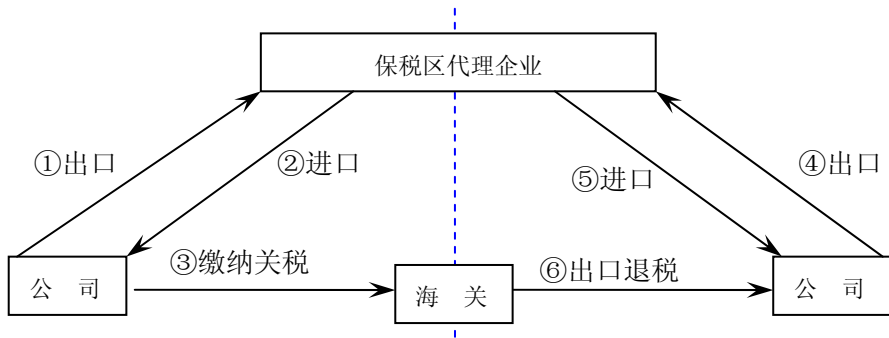 保税区代理企业
①出口
②进口
⑤进口
④出口
③缴纳关税
⑥出口退税
公 司
海 关
公 司